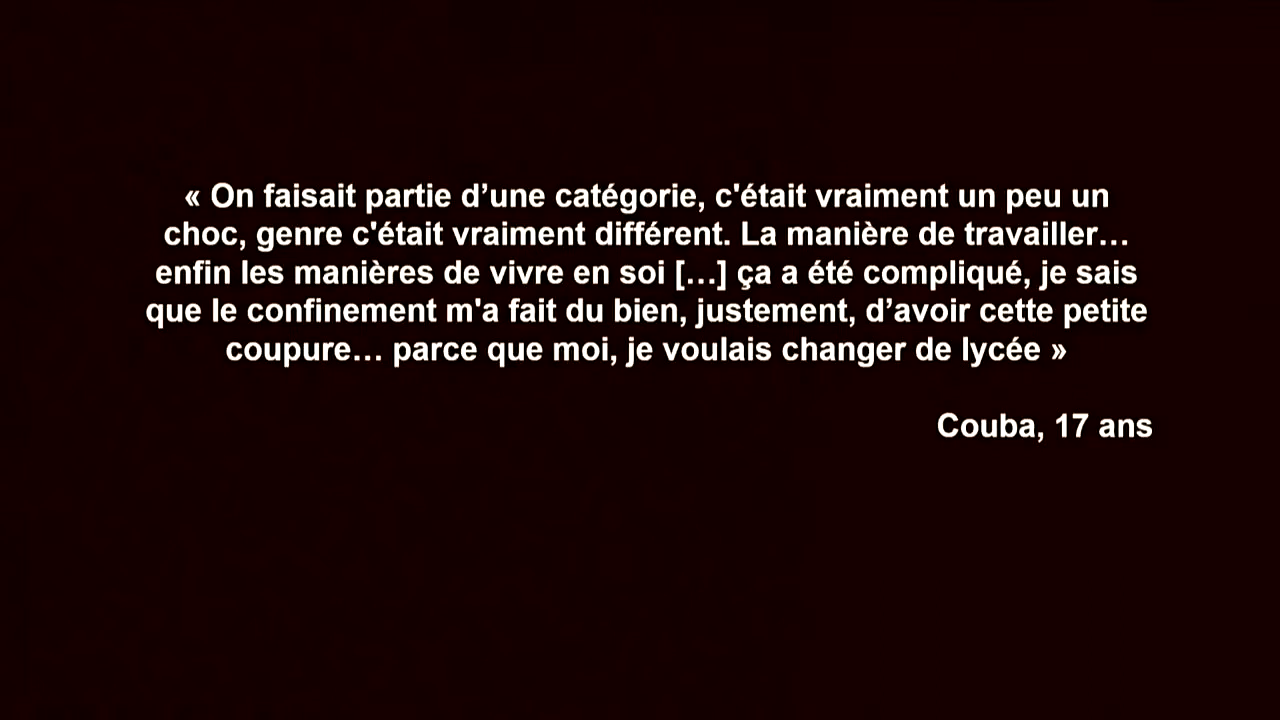 « On faisait partie d’une catégorie, c'était vraiment un peu un
choc, genre c'était vraiment différent. La manière de travailler…
enfin les manières de vivre en soi […] ça a été compliqué, je sais
que le confinement m'a fait du bien, justement, d’avoir cette petite
coupure… parce que moi, je voulais changer de lycée »
Couba, 17 ans